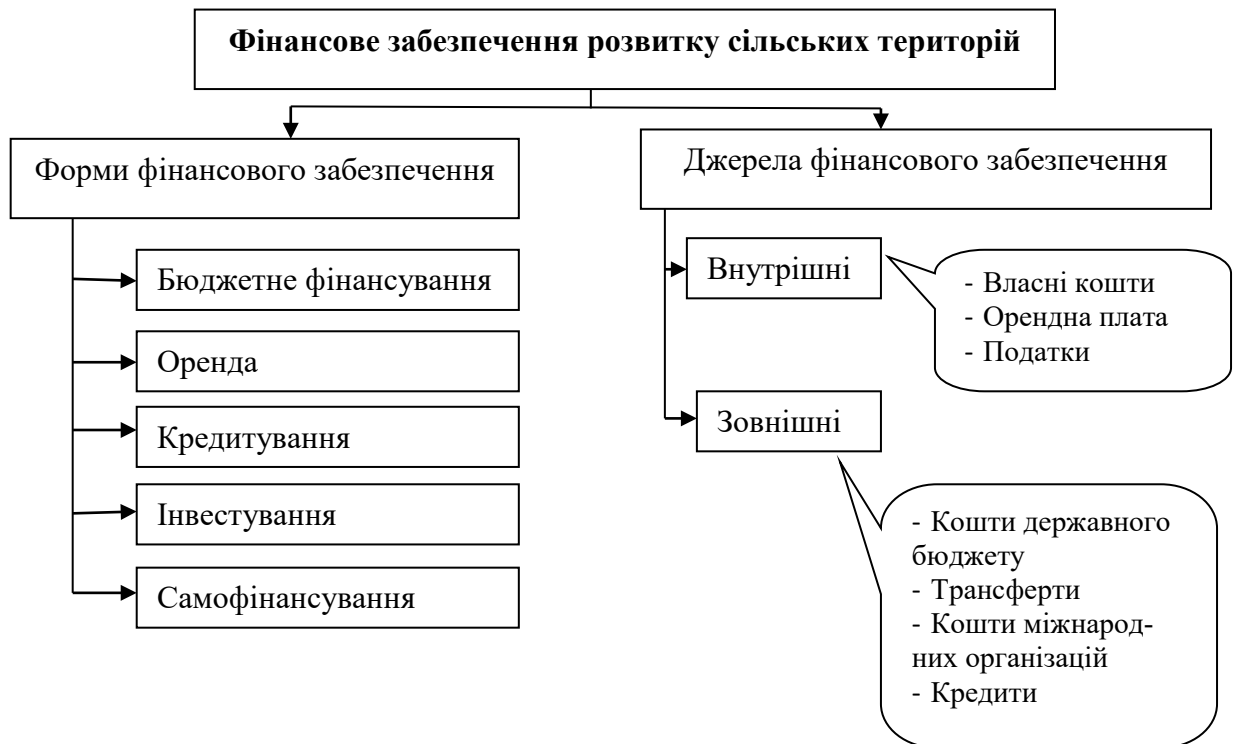 Фінансове забезпечення розвитку сільських територій
Форми фінансового забезпечення
Бюджетне фінансування
Оренда
Кредитування
Інвестування
Самофінансування
Джерела фінансового забезпечення
Внутрішні
- Власні кошти
- Орендна плата
- Податки
Зовнішні
- Кошти державного
бюджету
- Трансферти
- Кошти міжнарод-
них організацій
- Кредити